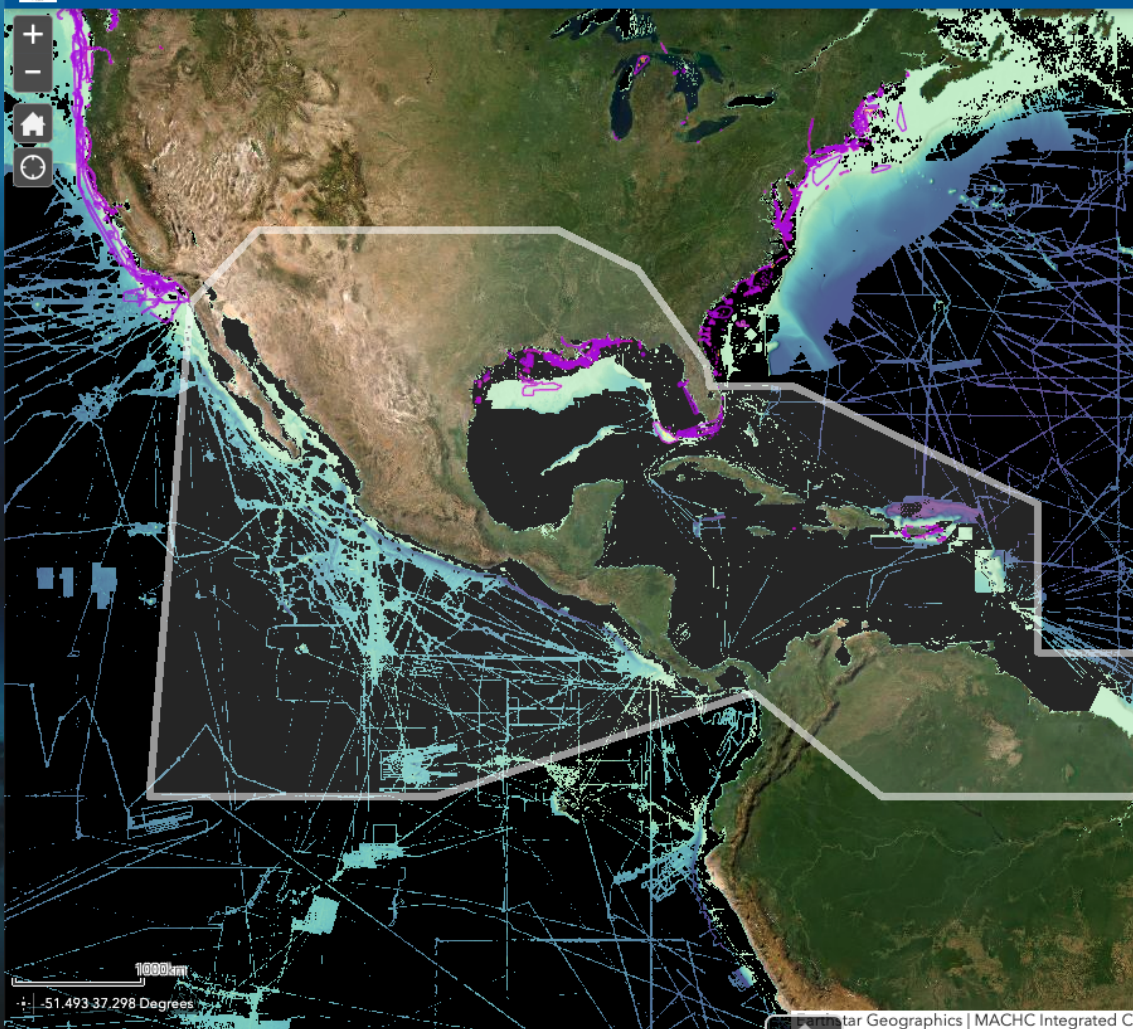 +
−
1000km
-51.493 37.298 Degrees
Earthstar Geographics | MACHC Integrated C